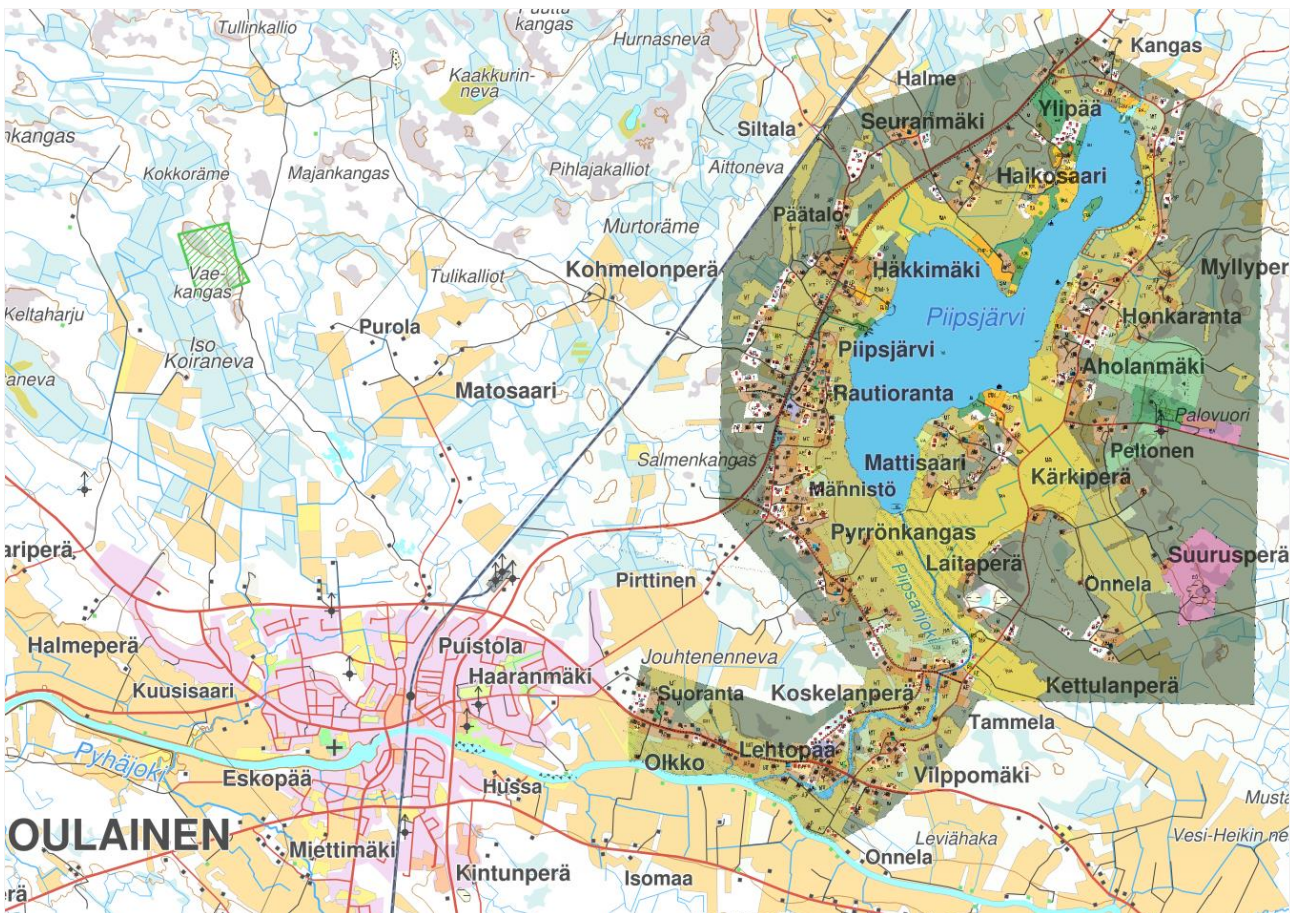 Tullinkallio
kangas
Hurnasneva
Kaakkurin-
neva
Kangas
Halme
Ylipää
Siltala
Seuranmäki
nkangas
Kokkoräme
Majankangas
Pihlajakalliot
Aittoneva
Haikosaari
Päätalo
Murtoräme
Vae-
kangas
Tulikalliot
Kohmelonperä
Häkkimäki
Myllyper
Keltaharju
Purola
Piipsjärvi
Honkaranta
Iso
Koiraneva
Piipsjärvi
Aholanmäki
aneva
Matosaari
Rautioranta
Palovuori
Salmenkangas
Mattisaari
Peltonen
Kärkiperä
Männistö
Pyrrönkangas
ariperä
Pirttinen
Laitaperä
Suurusperä
Önnela
Piipsanjoki
Halmeperä
Puistola
Jouhtenenneva
Haaranmäki
Kuusisaari
Suoranta
Koskelanperä
Kettulanperä
Tammela
Pyhäjoki
Eskopää
Olkko
Lehtopää
Vilppomäki
Hussa
Musta
OULAINEN
Miettimäki
Leviähaka
Vesi-Heikin ne
Onnela
Kintunperä
Isomaa
erä